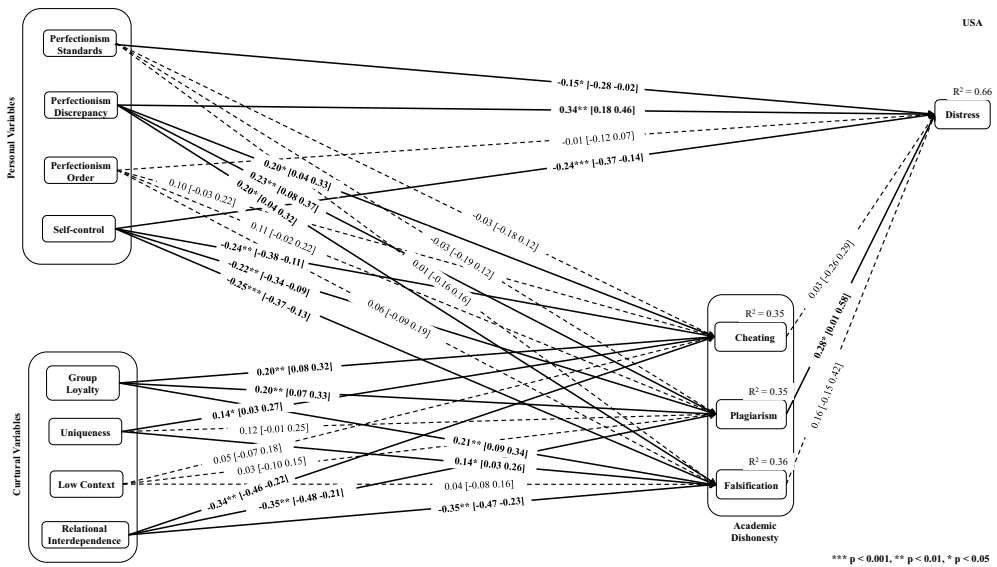 USA
Personal Variables
Perfectionism
Standards
Perfectionism
Discrepancy
Perfectionism
Order
Self-control
Curtural Variables
Group
Loyalty
Uniqueness
Low Context
Relational
Interdependence
-0.15* [-0.28 -0.02]
0.34** [0.18 0.46]
-0.01 [-0.12 0.07]
-0.24*** [-0.37 -0.14]
0.20* [0.04 0.33]
0.23** [0.08 0.37]
0.20* [0.04 0.32]
0.10 [-0.03 0.22]
0.11 [-0.02 0.22]
-0.03 [-0.18 0.12]
-0.03 [-0.19 0.12]
0.01 [-0.16 0.16]
0.06 [-0.09 0.19]
-0.24** [-0.38 -0.11]
-0.22** [-0.34 -0.09]
-0.25*** [-0.37 -0.13]
0.20** [0.08 0.32]
0.20** [0.07 0.33]
0.14* [0.03 0.27]
0.12 [-0.01 0.25]
0.21** [0.09 0.34]
0.14* [0.03 0.26]
0.05 [-0.07 0.18]
0.03 [-0.10 0.15]
0.04 [-0.08 0.16]
-0.34** [-0.46 -0.22]
-0.35** [-0.48 -0.21]
-0.35** [-0.47 -0.23]
R² = 0.35
Cheating
R² = 0.35
Plagiarism
R² = 0.36
Falsification
Academic
Dishonesty
0.03 [-0.26 0.29]
0.28* [0.01 0.58]
0.16 [-0.15 0.42]
R² = 0.66
Distress
*** p < 0.001, ** p < 0.01, * p < 0.05